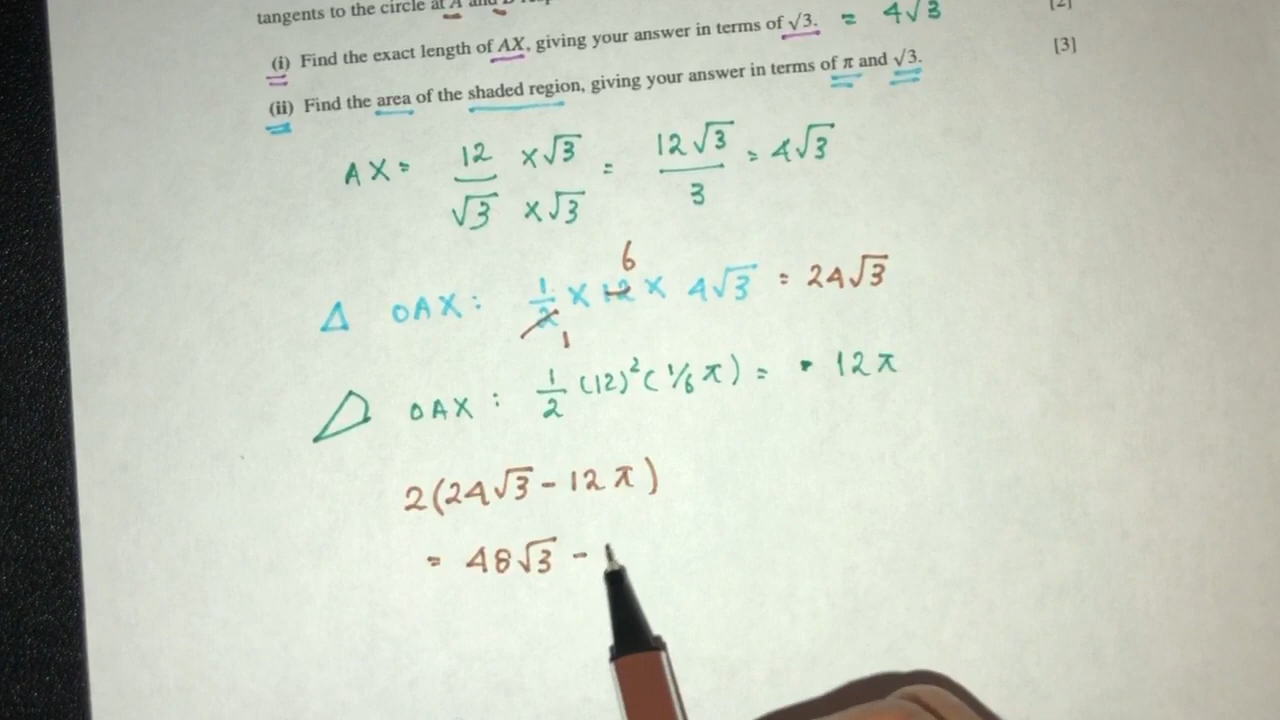 tangents to the circle at A and
(i) Find the exact length of AX, giving your answer in terms of √3. = 4√3 [2]
(ii) Find the area of the shaded region, giving your answer in terms of π and √3. [3]
AX = 12/√3 ×√3/×√3 = 12√3/3 = 4√3
Δ OAX: 1/2 × 12 × 4√3 = 24√3
6
1
OAX: 1/2 (12)²(1/6 π) = 12π
2(24√3 - 12π)
= 48√3 -